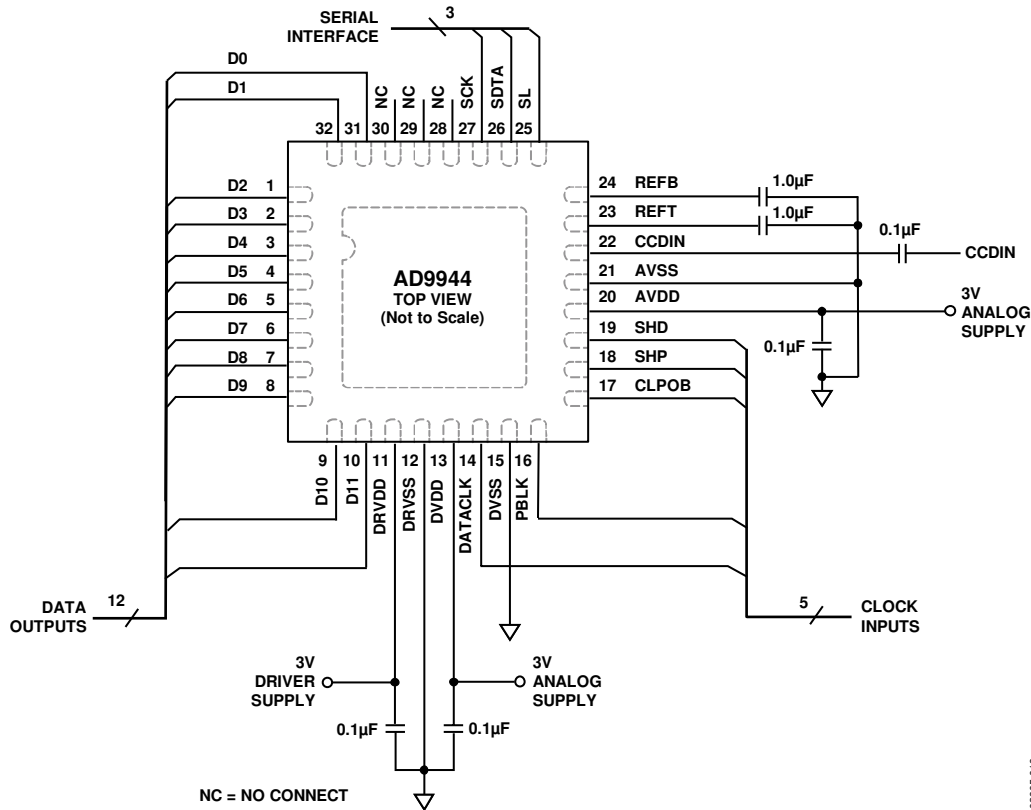 SERIAL
INTERFACE
3
D0
D1
NC
NC
NC
SCK
SDTA
SL
32 31 30 29 28 27 26 25
D2 1
D3 2
D4 3
D5 4
D6 5
D7 6
D8 7
D9 8
AD9944
TOP VIEW
(Not to Scale)
24 REFB
23 REFT
22 CCDIN
21 AVSS
20 AVDD
19 SHD
18 SHP
17 CLPOB
1.0µF
1.0µF
0.1µF
CCDIN
3V
ANALOG
SUPPLY
0.1µF
9 10 11 12 13 14 15 16
D10
D11
DRVDD
DRVSS
DVDD
DATACLK
DVSS
PBLK
DATA
OUTPUTS
12
5
CLOCK
INPUTS
3V
DRIVER
SUPPLY
3V
ANALOG
SUPPLY
0.1µF
0.1µF
NC = NO CONNECT